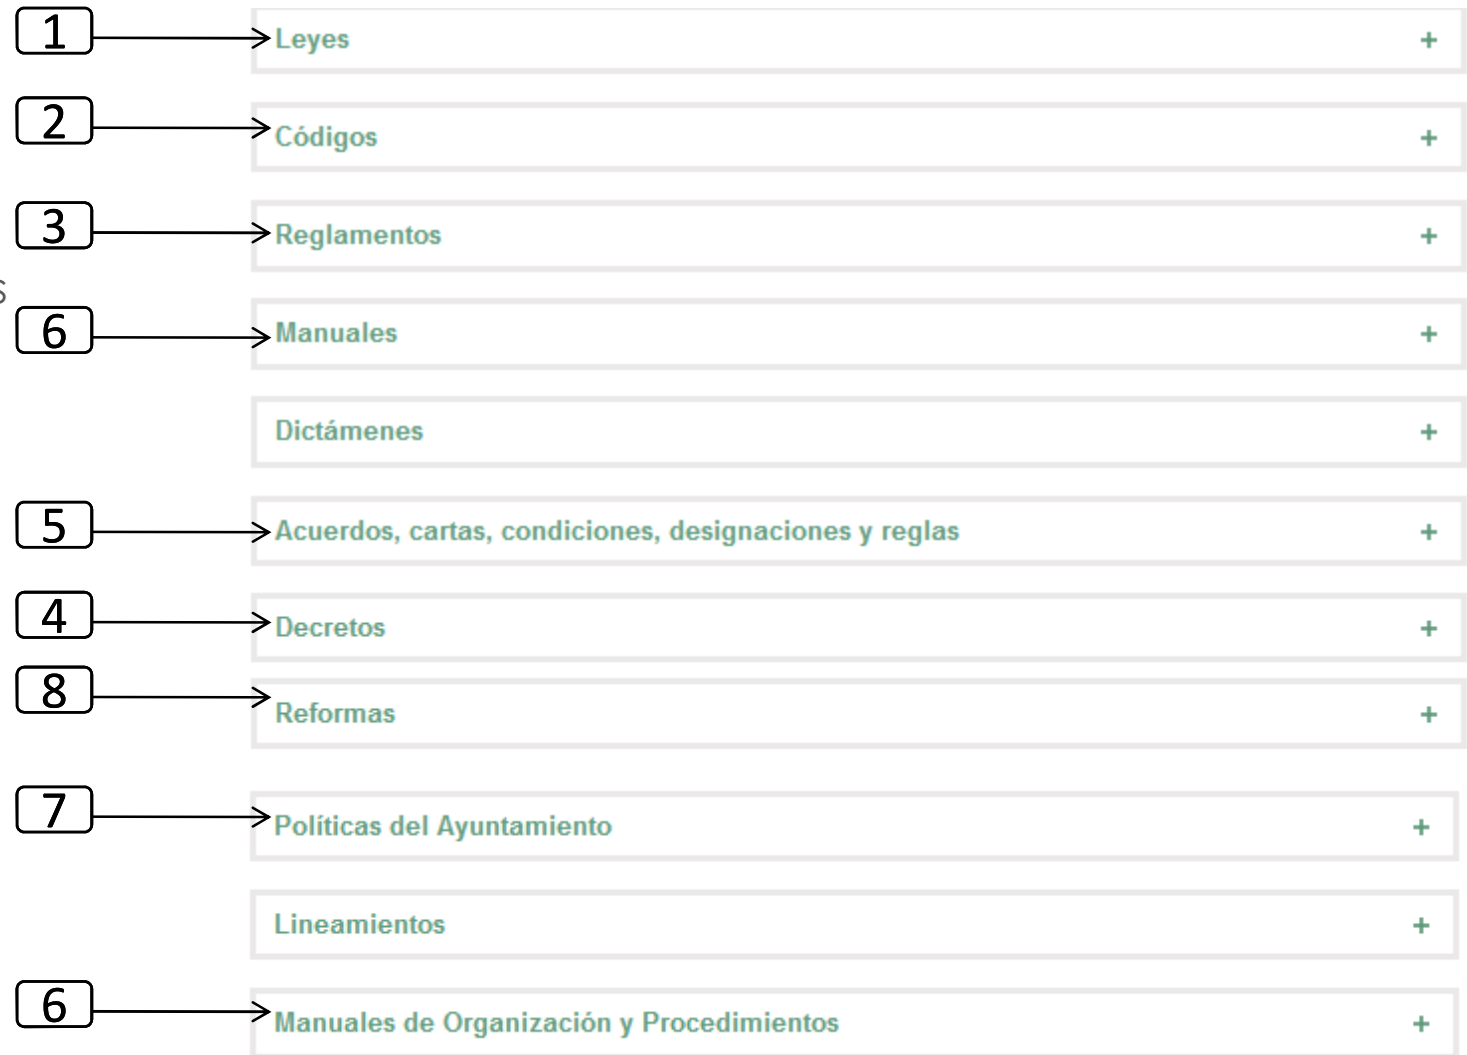 1 Leyes +
2 Códigos +
3 Reglamentos +
s
6 Manuales +
Dictámenes +
5 Acuerdos, cartas, condiciones, designaciones y reglas +
4 Decretos +
8 Reformas +
7 Políticas del Ayuntamiento +
Lineamientos +
6 Manuales de Organización y Procedimientos +